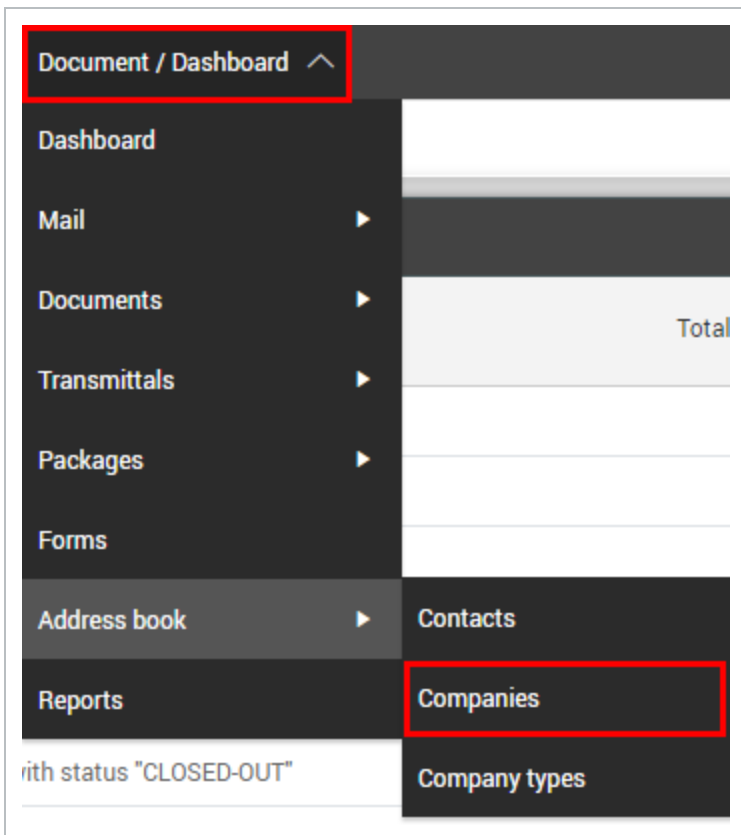 Document / Dashboard
Dashboard
Mail
Documents
Total
Transmittals
Packages
Forms
Address book
Contacts
Reports
Companies
with status "CLOSED-OUT"
Company types